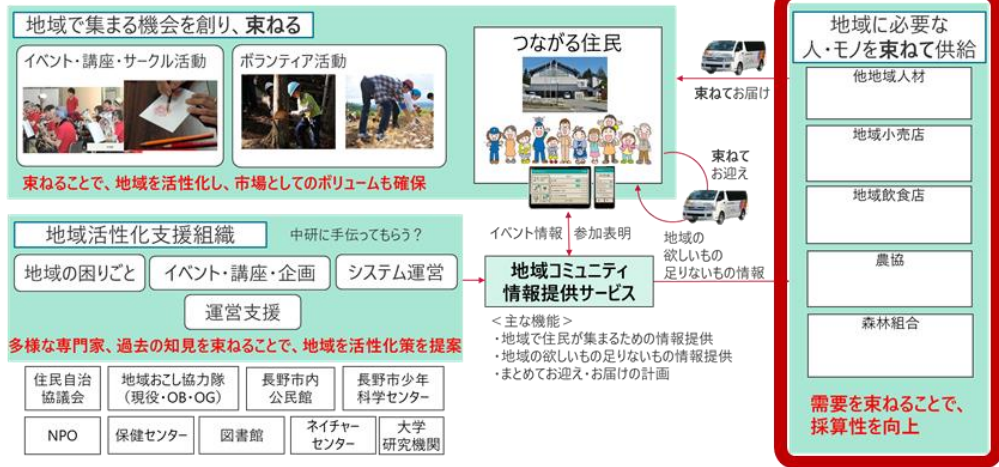 地域で集まる機会を創り、束ねる
イベント・講座・サークル活動
ボランティア活動
束ねることで、地域を活性化し、市場としてのボリュームも確保
つながる住民
束ねてお届け
束ねて
お迎え
イベント情報
参加表明
地域の
欲しいもの
足りないもの情報
地域活性化支援組織
中研に手伝ってもらう？
地域の困りごと
イベント・講座・企画
システム運営
運営支援
多様な専門家、過去の知見を束ねることで、地域を活性化策を提案
地域コミュニティ
情報提供サービス
＜主な機能＞
・地域で住民が集まるための情報提供
・地域の欲しいもの足りないもの情報提供
・まとめてお迎え・お届けの計画
住民自治
協議会
地域おこし協力隊
（現役・OB・OG）
長野市内
公民館
長野市少年
科学センター
NPO
保健センター
図書館
ネイチャー
センター
大学
研究機関
地域に必要な
人・モノを束ねて供給
他地域人材
地域小売店
地域飲食店
農協
森林組合
需要を束ねることで、
採算性を向上